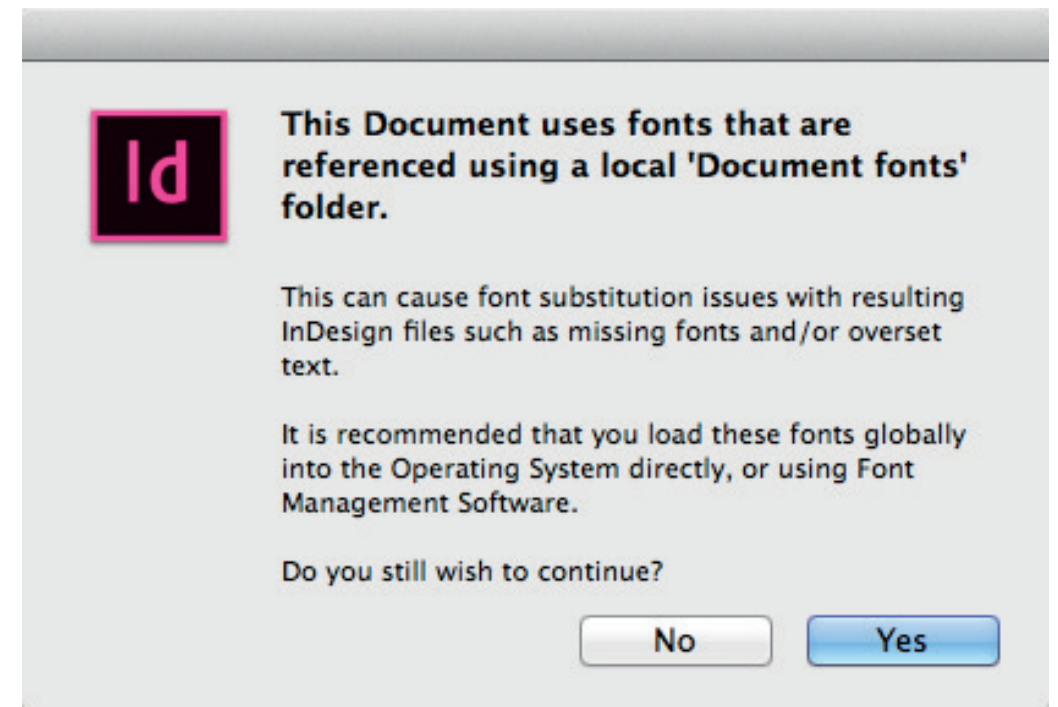 Id
This Document uses fonts that are
referenced using a local 'Document fonts'
folder.
This can cause font substitution issues with resulting
InDesign files such as missing fonts and/or overset
text.
It is recommended that you load these fonts globally
into the Operating System directly, or using Font
Management Software.
Do you still wish to continue?
No Yes